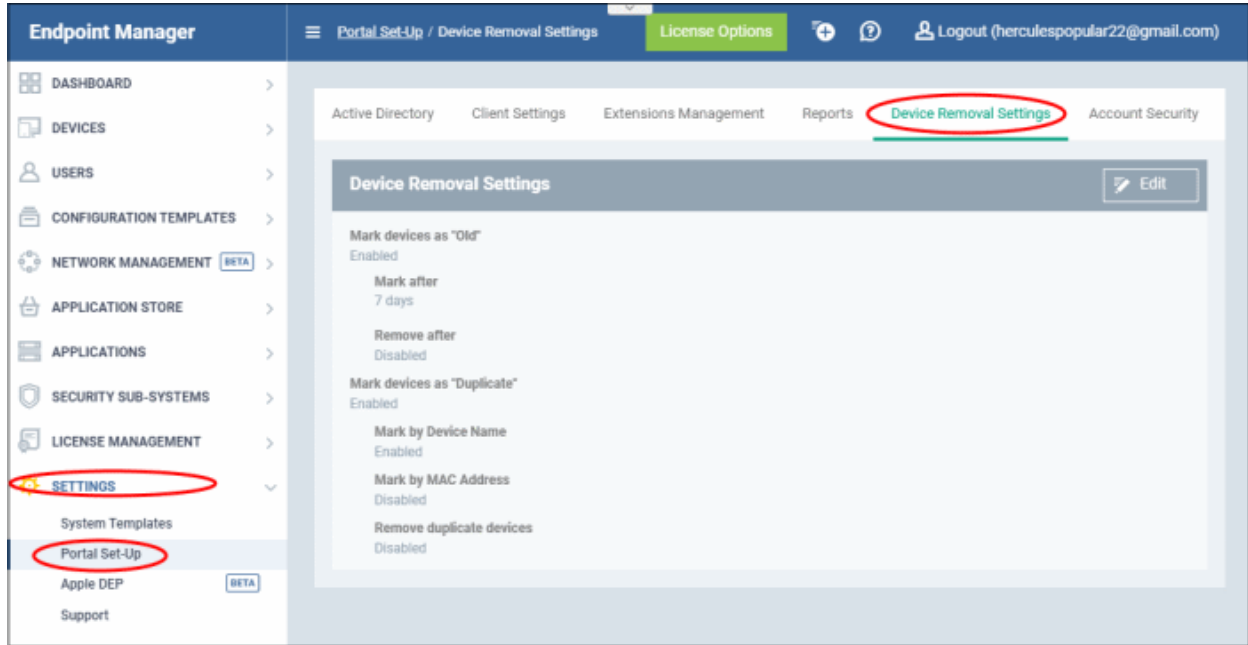 Endpoint Manager
Portal Set-Up / Device Removal Settings
License Options
Logout (herculespopular22@gmail.com)
DASHBOARD
DEVICES
USERS
CONFIGURATION TEMPLATES
NETWORK MANAGEMENT BETA
APPLICATION STORE
APPLICATIONS
SECURITY SUB-SYSTEMS
LICENSE MANAGEMENT
SETTINGS
System Templates
Portal Set-Up
Apple DEP BETA
Support
Active Directory Client Settings Extensions Management Reports Device Removal Settings Account Security
Device Removal Settings
Edit
Mark devices as "Old"
Enabled
Mark after
7 days
Remove after
Disabled
Mark devices as "Duplicate"
Enabled
Mark by Device Name
Enabled
Mark by MAC Address
Disabled
Remove duplicate devices
Disabled